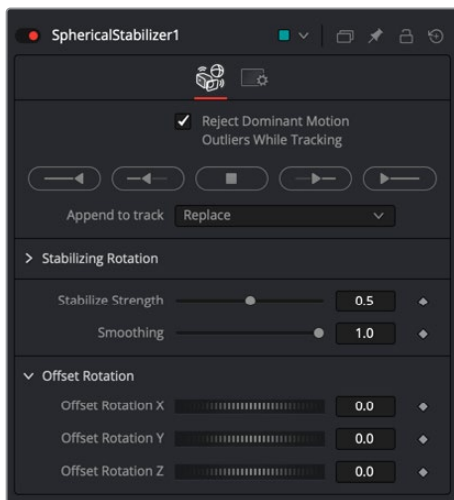 SphericalStabilizer1
Reject Dominant Motion
Outliers While Tracking
Append to track Replace
Stabilizing Rotation
Stabilize Strength 0.5
Smoothing 1.0
Offset Rotation
Offset Rotation X 0.0
Offset Rotation Y 0.0
Offset Rotation Z 0.0